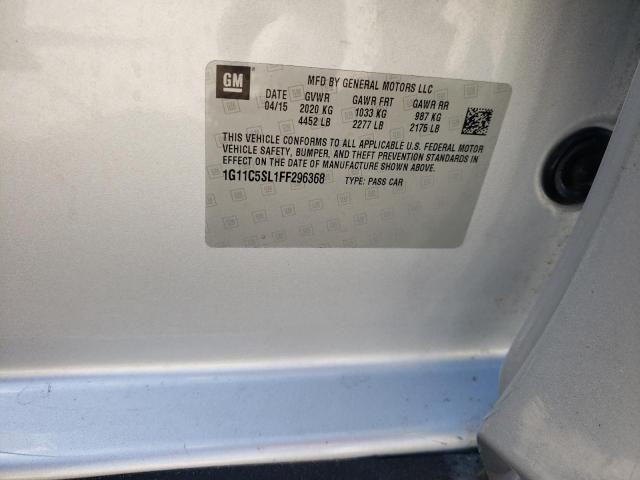 GM
MFD BY GENERAL MOTORS LLC
DATE GVWR GAWR FRT GAWR RR
04/15 2020 KG 1033 KG 987 KG
4452 LB 2277 LB 2175 LB
THIS VEHICLE CONFORMS TO ALL APPLICABLE U.S. FEDERAL MOTOR
VEHICLE SAFETY, BUMPER, AND THEFT PREVENTION STANDARDS IN
EFFECT ON THE DATE OF MANUFACTURE SHOWN ABOVE.
1G11C5SL1FF296368 TYPE: PASS CAR